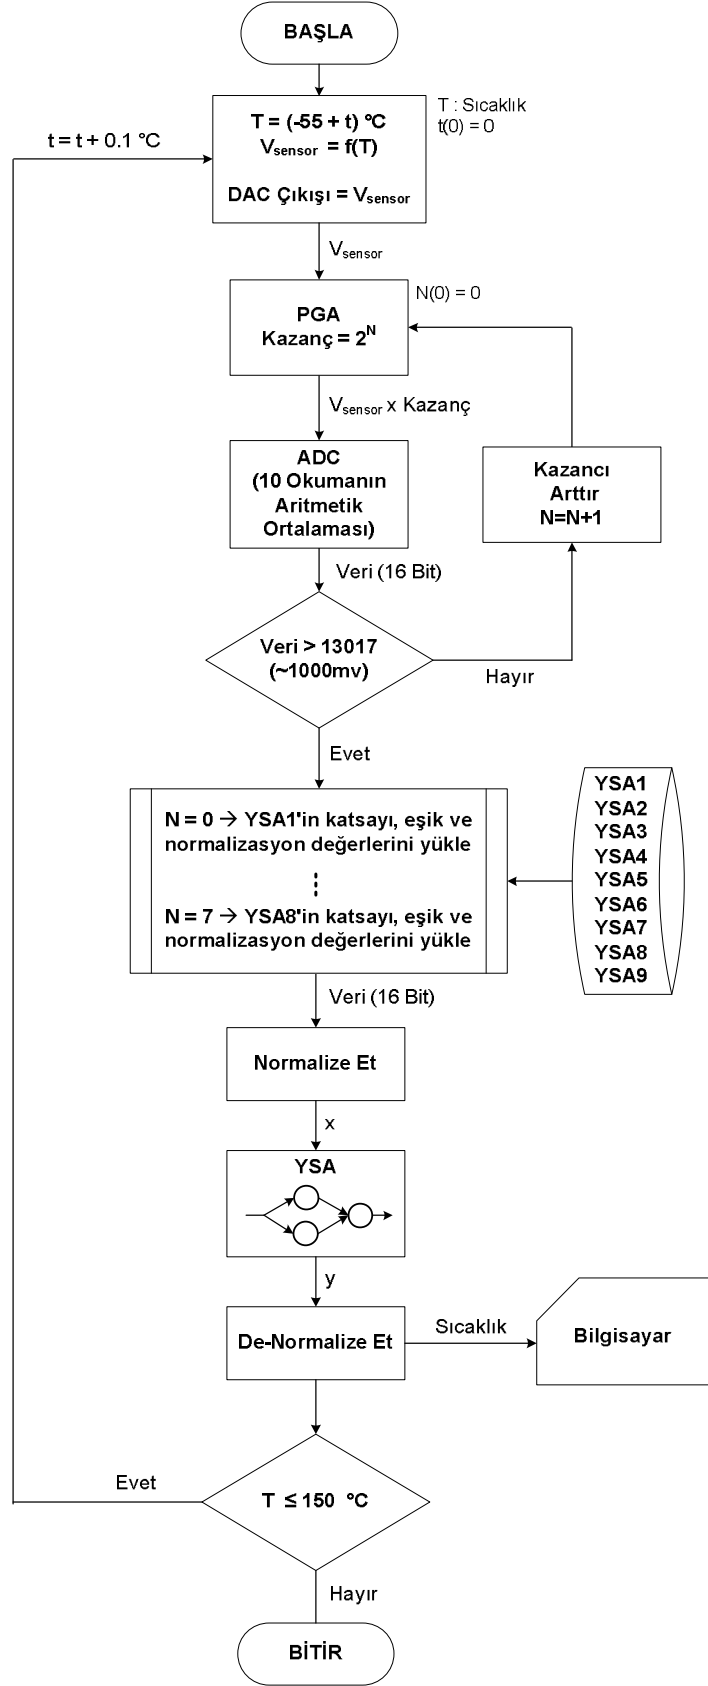 BAŞLA
T = (-55 + t) °C
V_sensor = f(T)
DAC Çıkışı = V_sensor
T : Sıcaklık
t(0) = 0
t = t + 0.1 °C
V_sensor
N(0) = 0
PGA
Kazanç = 2^N
V_sensor x Kazanç
ADC
(10 Okumanın
Aritmetik
Ortalaması)
Kazancı
Arttır
N=N+1
Veri (16 Bit)
Veri > 13017
(~1000mv)
Hayır
Evet
N = 0 → YSA1'in katsayı, eşik ve
normalizasyon değerlerini yükle
⋮
N = 7 → YSA8'in katsayı, eşik ve
normalizasyon değerlerini yükle
YSA1
YSA2
YSA3
YSA4
YSA5
YSA6
YSA7
YSA8
YSA9
Veri (16 Bit)
Normalize Et
x
YSA
y
De-Normalize Et
Sıcaklık
Bilgisayar
Evet
T ≤ 150 °C
Hayır
BİTİR